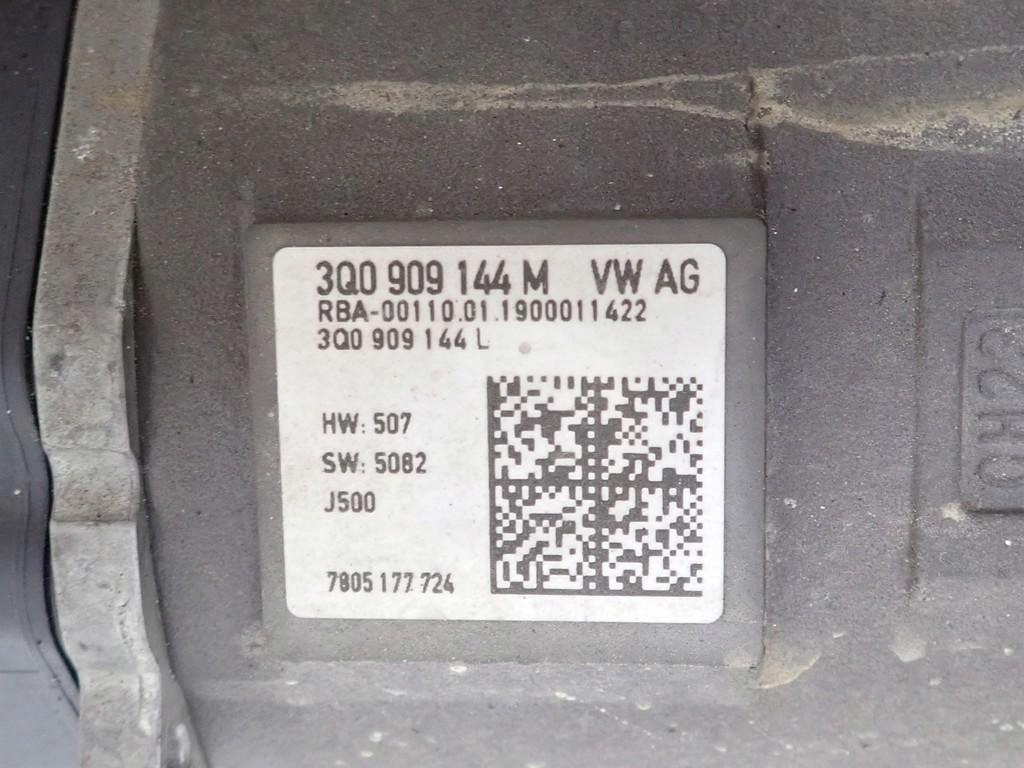 3Q0 909 144 M VW AG
RBA-00110.01.1900011422
3Q0 909 144 L
HW: 507
SW: 5082
J500
7805 177 724